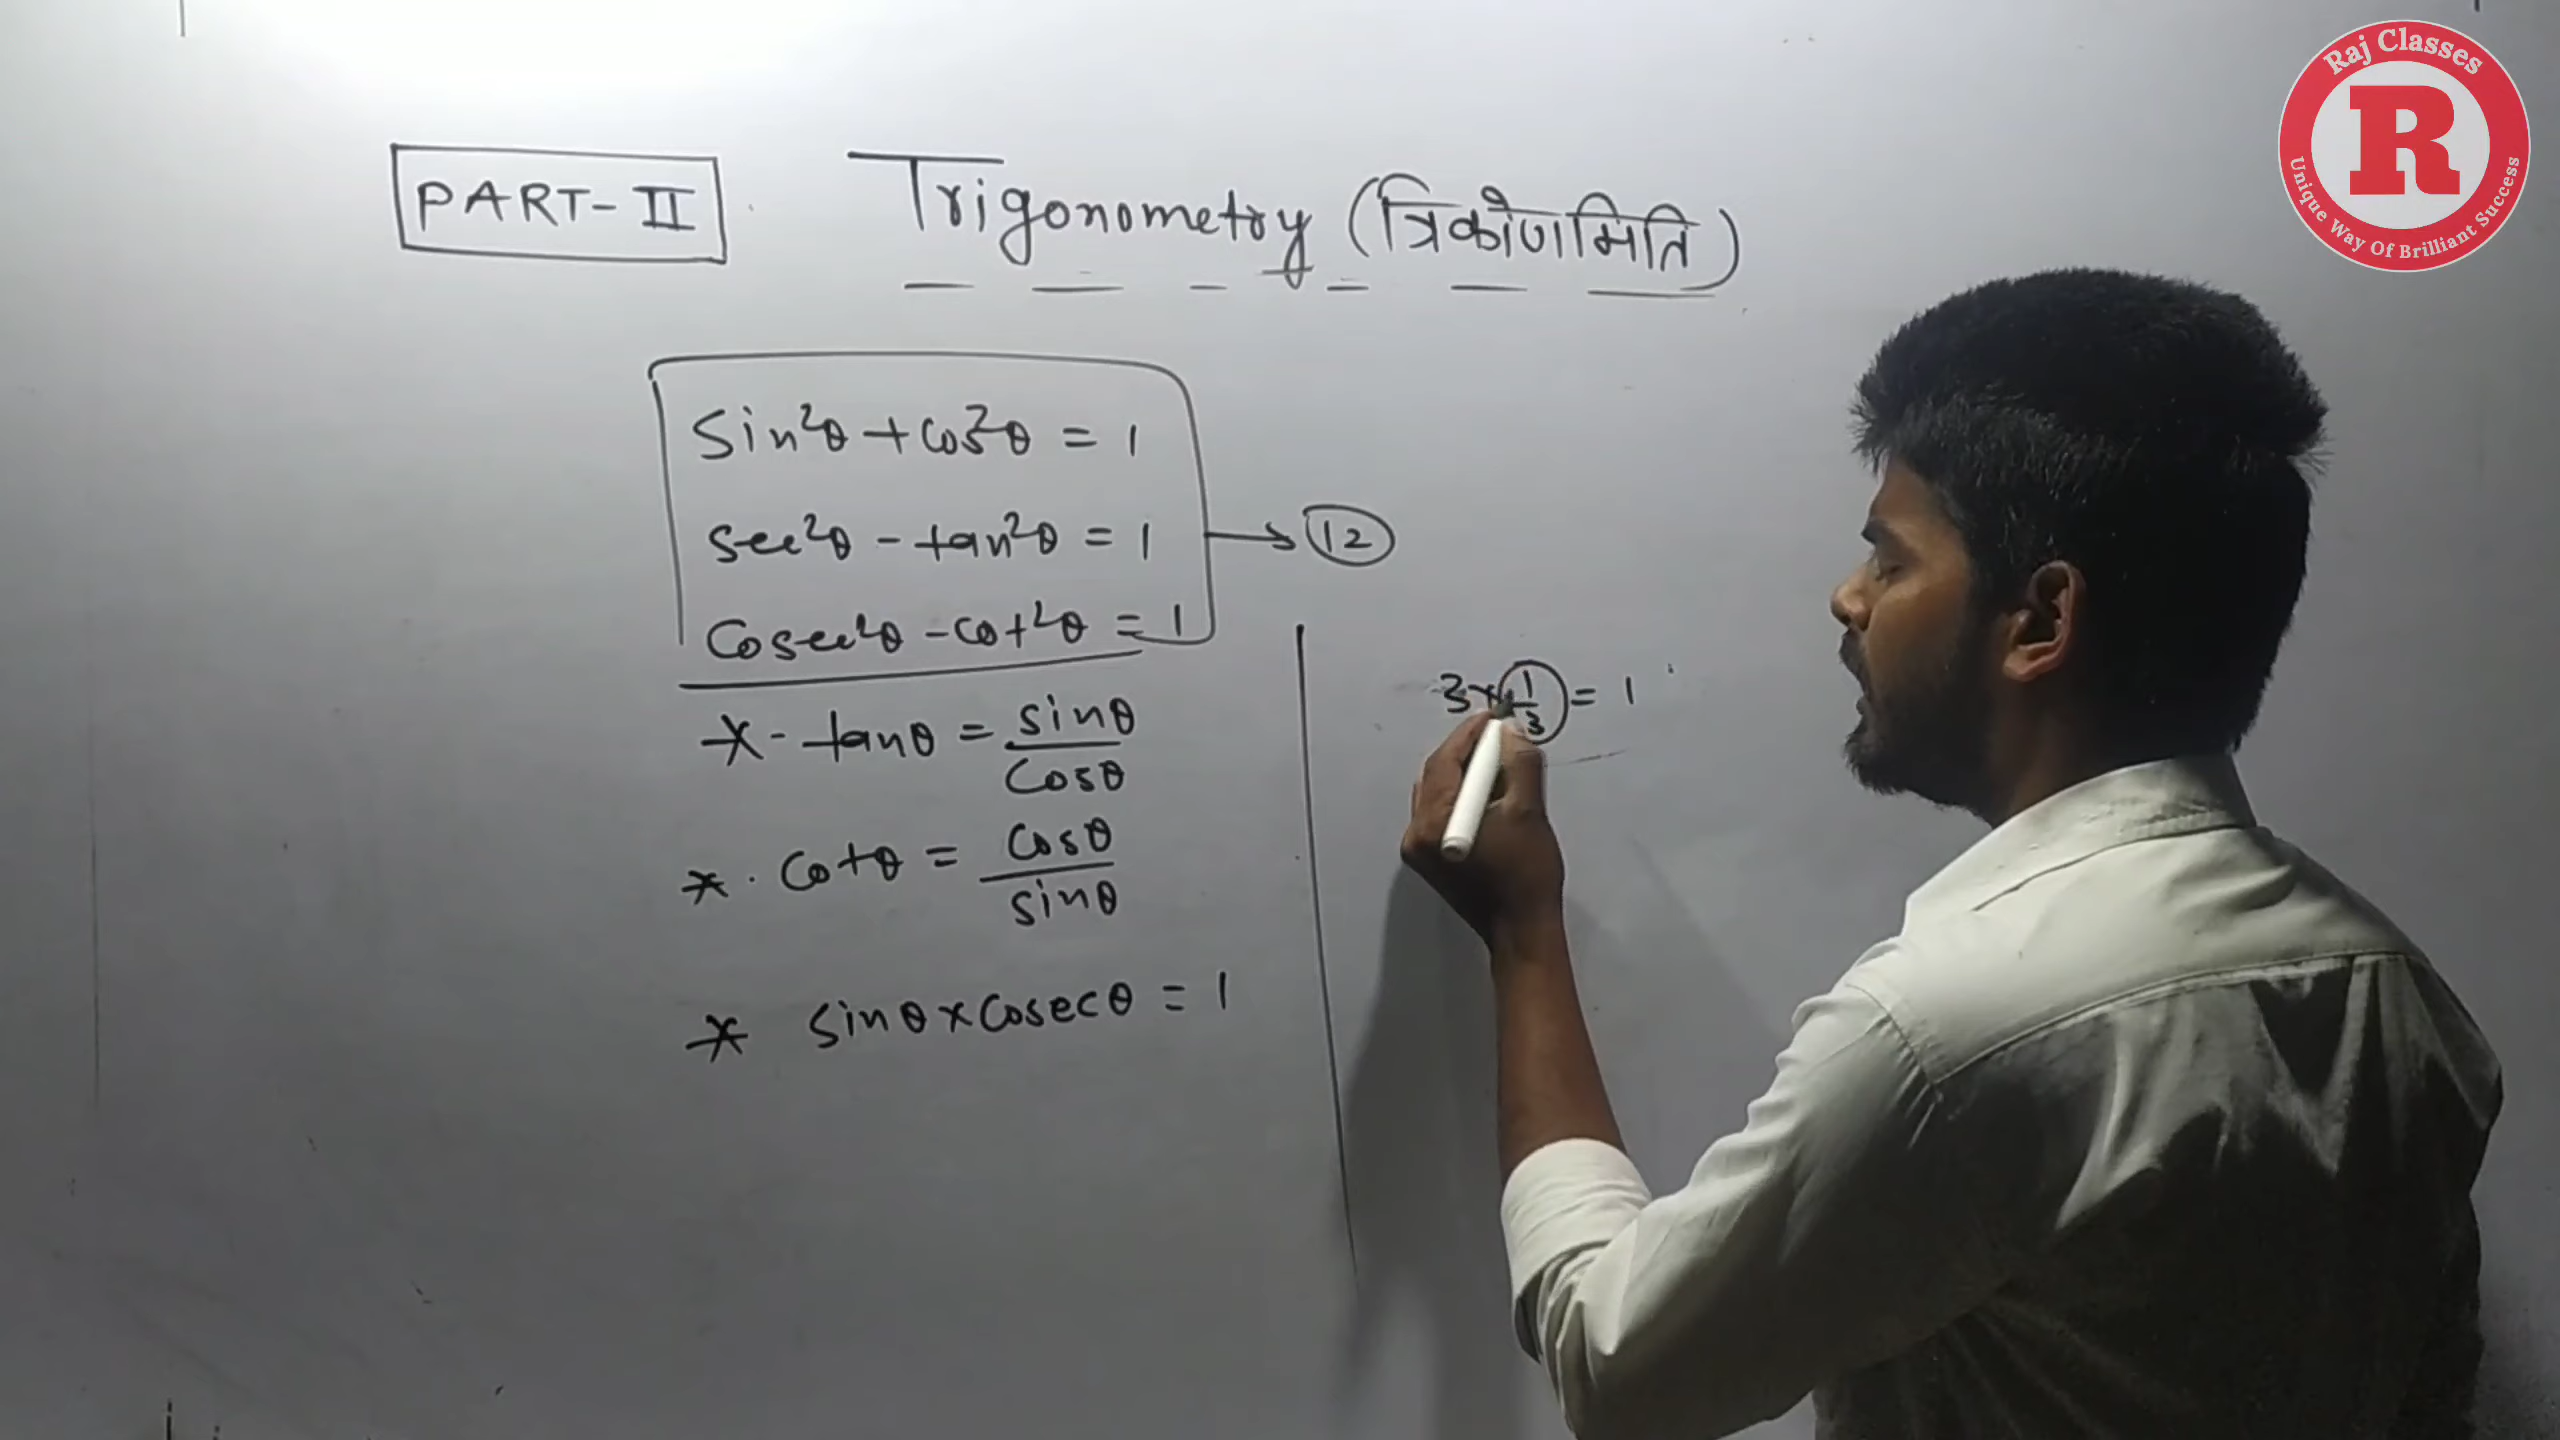 Raj Classes
R
Unique Way Of Brilliant Success
PART-II Trigonometry (त्रिकोणमिति)
Sin²θ + Cos²θ = 1
Sec²θ - tan²θ = 1 → 12
Cosec²θ - Cot²θ = 1
* - tanθ = sinθ/Cosθ
3 x 1/3 = 1
* . Cotθ = Cosθ/sinθ
* Sinθ x Cosecθ = 1